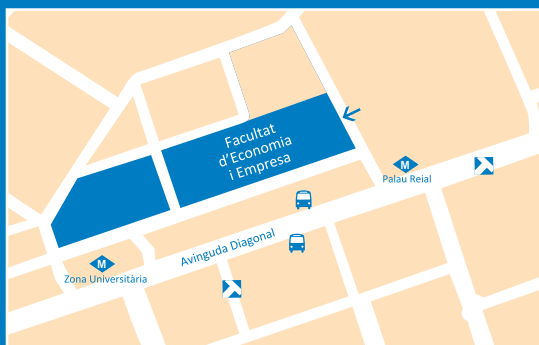 Facultat
d'Economia
i Empresa
M
Palau Reial
Avinguda Diagonal
M
Zona Universitària